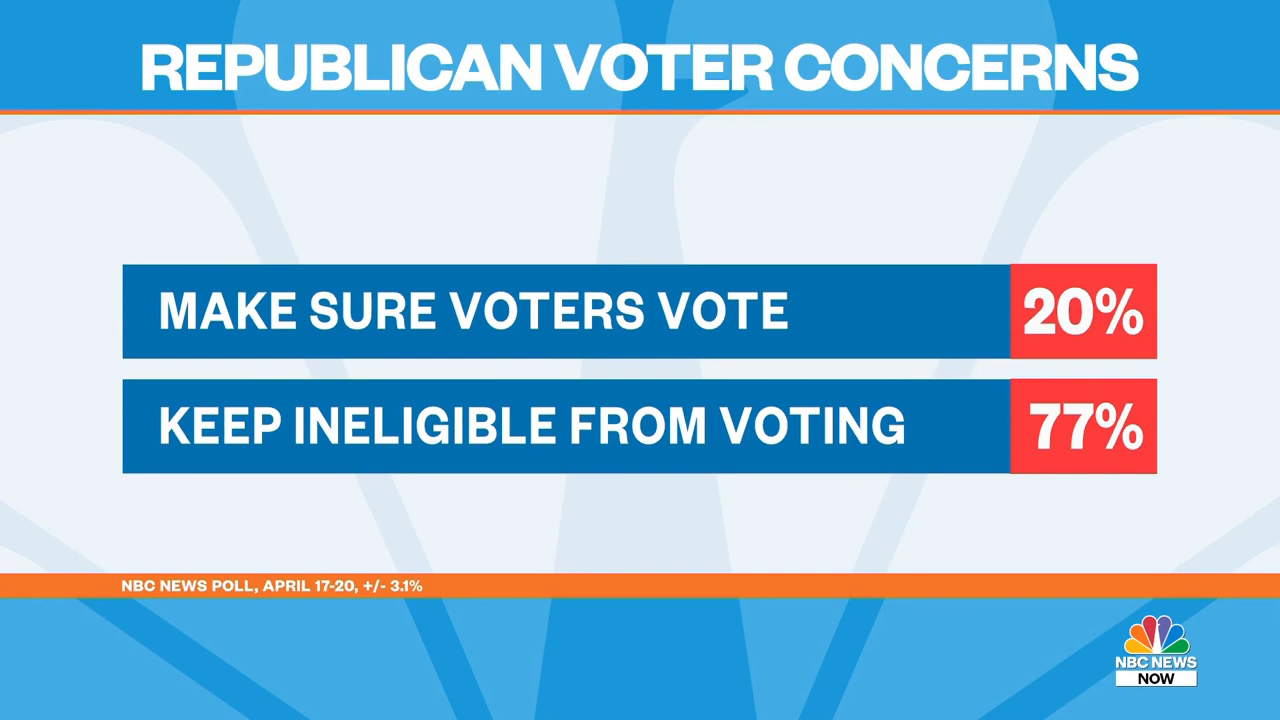 REPUBLICAN VOTER CONCERNS
MAKE SURE VOTERS VOTE 20%
KEEP INELIGIBLE FROM VOTING 77%
NBC NEWS POLL, APRIL 17-20, +/- 3.1%
NBC NEWS
NOW